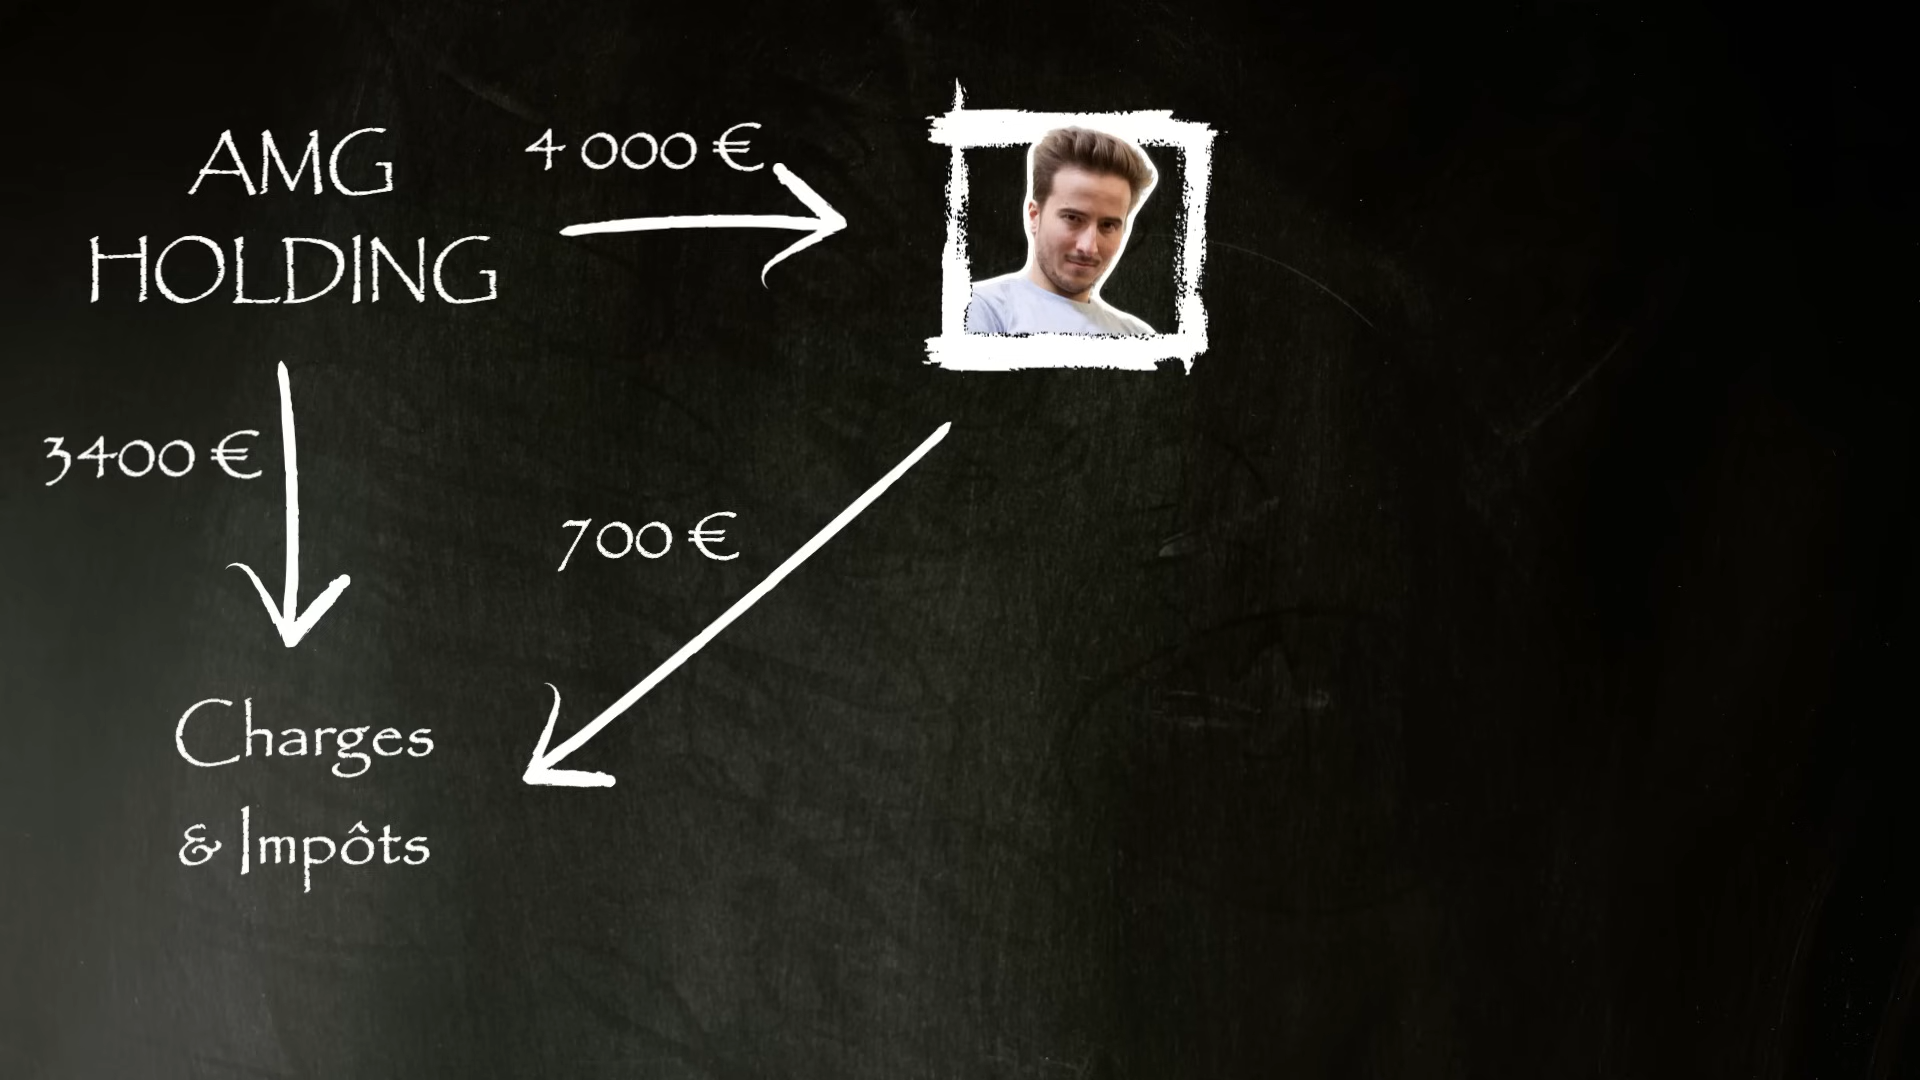 AMG
HOLDING
4 000 €
3400 €
700 €
Charges
& Impôts